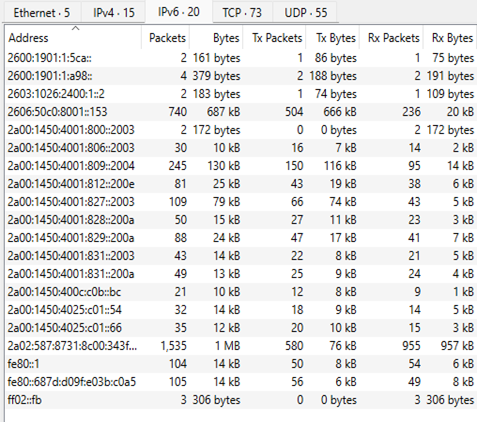 Ethernet · 5 IPv4 · 15 IPv6 · 20 TCP · 73 UDP · 55
Address Packets Bytes Tx Packets Tx Bytes Rx Packets Rx Bytes
2600:1901:1:5ca:: 2 161 bytes 1 86 bytes 1 75 bytes
2600:1901:1:a98:: 4 379 bytes 2 188 bytes 2 191 bytes
2603:1026:2400:1::2 2 183 bytes 1 74 bytes 1 109 bytes
2606:50c0:8001::153 740 687 kB 504 666 kB 236 20 kB
2a00:1450:4001:800::2003 2 172 bytes 0 0 bytes 2 172 bytes
2a00:1450:4001:806::2003 30 10 kB 16 7 kB 14 2 kB
2a00:1450:4001:809::2004 245 130 kB 150 116 kB 95 14 kB
2a00:1450:4001:812::200e 81 25 kB 43 19 kB 38 6 kB
2a00:1450:4001:827::2003 109 79 kB 66 74 kB 43 5 kB
2a00:1450:4001:828::200a 50 15 kB 27 11 kB 23 3 kB
2a00:1450:4001:829::200a 88 24 kB 47 17 kB 41 7 kB
2a00:1450:4001:831::2003 43 14 kB 22 8 kB 21 5 kB
2a00:1450:4001:831::200a 49 13 kB 25 9 kB 24 4 kB
2a00:1450:400c:c0b::bc 21 10 kB 12 8 kB 9 1 kB
2a00:1450:4025:c01::54 32 14 kB 18 9 kB 14 5 kB
2a00:1450:4025:c01::66 35 12 kB 20 10 kB 15 3 kB
2a02:587:8731:8c00:343f... 1,535 1 MB 580 76 kB 955 957 kB
fe80::1 104 14 kB 50 8 kB 54 6 kB
fe80::687d:d09f:e03b:c0a5 105 14 kB 56 6 kB 49 8 kB
ff02::fb 3 306 bytes 0 0 bytes 3 306 bytes